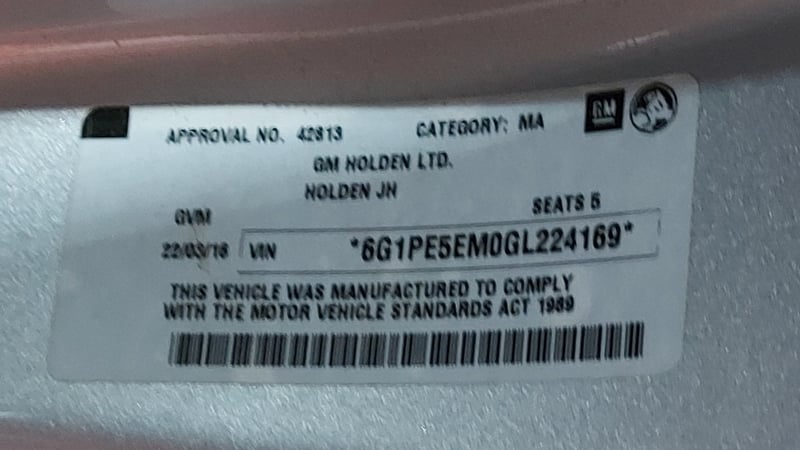 APPROVAL NO. 42813 CATEGORY: MA GM
GM HOLDEN LTD.
HOLDEN JH
GVM SEATS 5
22/03/16 VIN *6G1PE5EM0GL224169*
THIS VEHICLE WAS MANUFACTURED TO COMPLY
WITH THE MOTOR VEHICLE STANDARDS ACT 1989